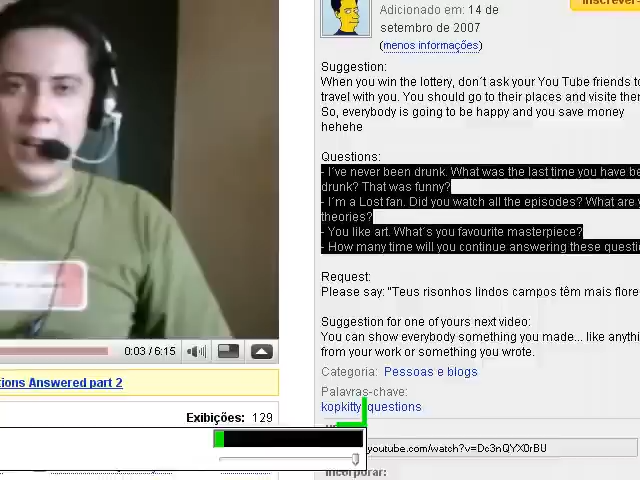 Adicionado em: 14 de
setembro de 2007
(menos informações)
Suggestion:
When you win the lottery, don´t ask your You Tube friends to
travel with you. You should go to their places and visite
So, everybody is going to be happy and you save money
hehehe
Questions:
- I´ve never been drunk. What was the last time you have
drunk? That was funny?
- I´m a Lost fan. Did you watch all the episodes? What are
theories?
- You like art. What´s you favourite masterpiece?
- How many time will you continue answering these
Request:
Please say: "Teus risonhos lindos campos têm mais
Suggestion for one of yours next video:
You can show everybody something you made... like
from your work or something you wrote.
Categoria: Pessoas e blogs
Palavras-chave:
kopkitty questions
0:03 / 6:15
Answered part 2
Exibições: 129
youtube.com/watch?v=Dc3nQYX0rBU
Incorporar: